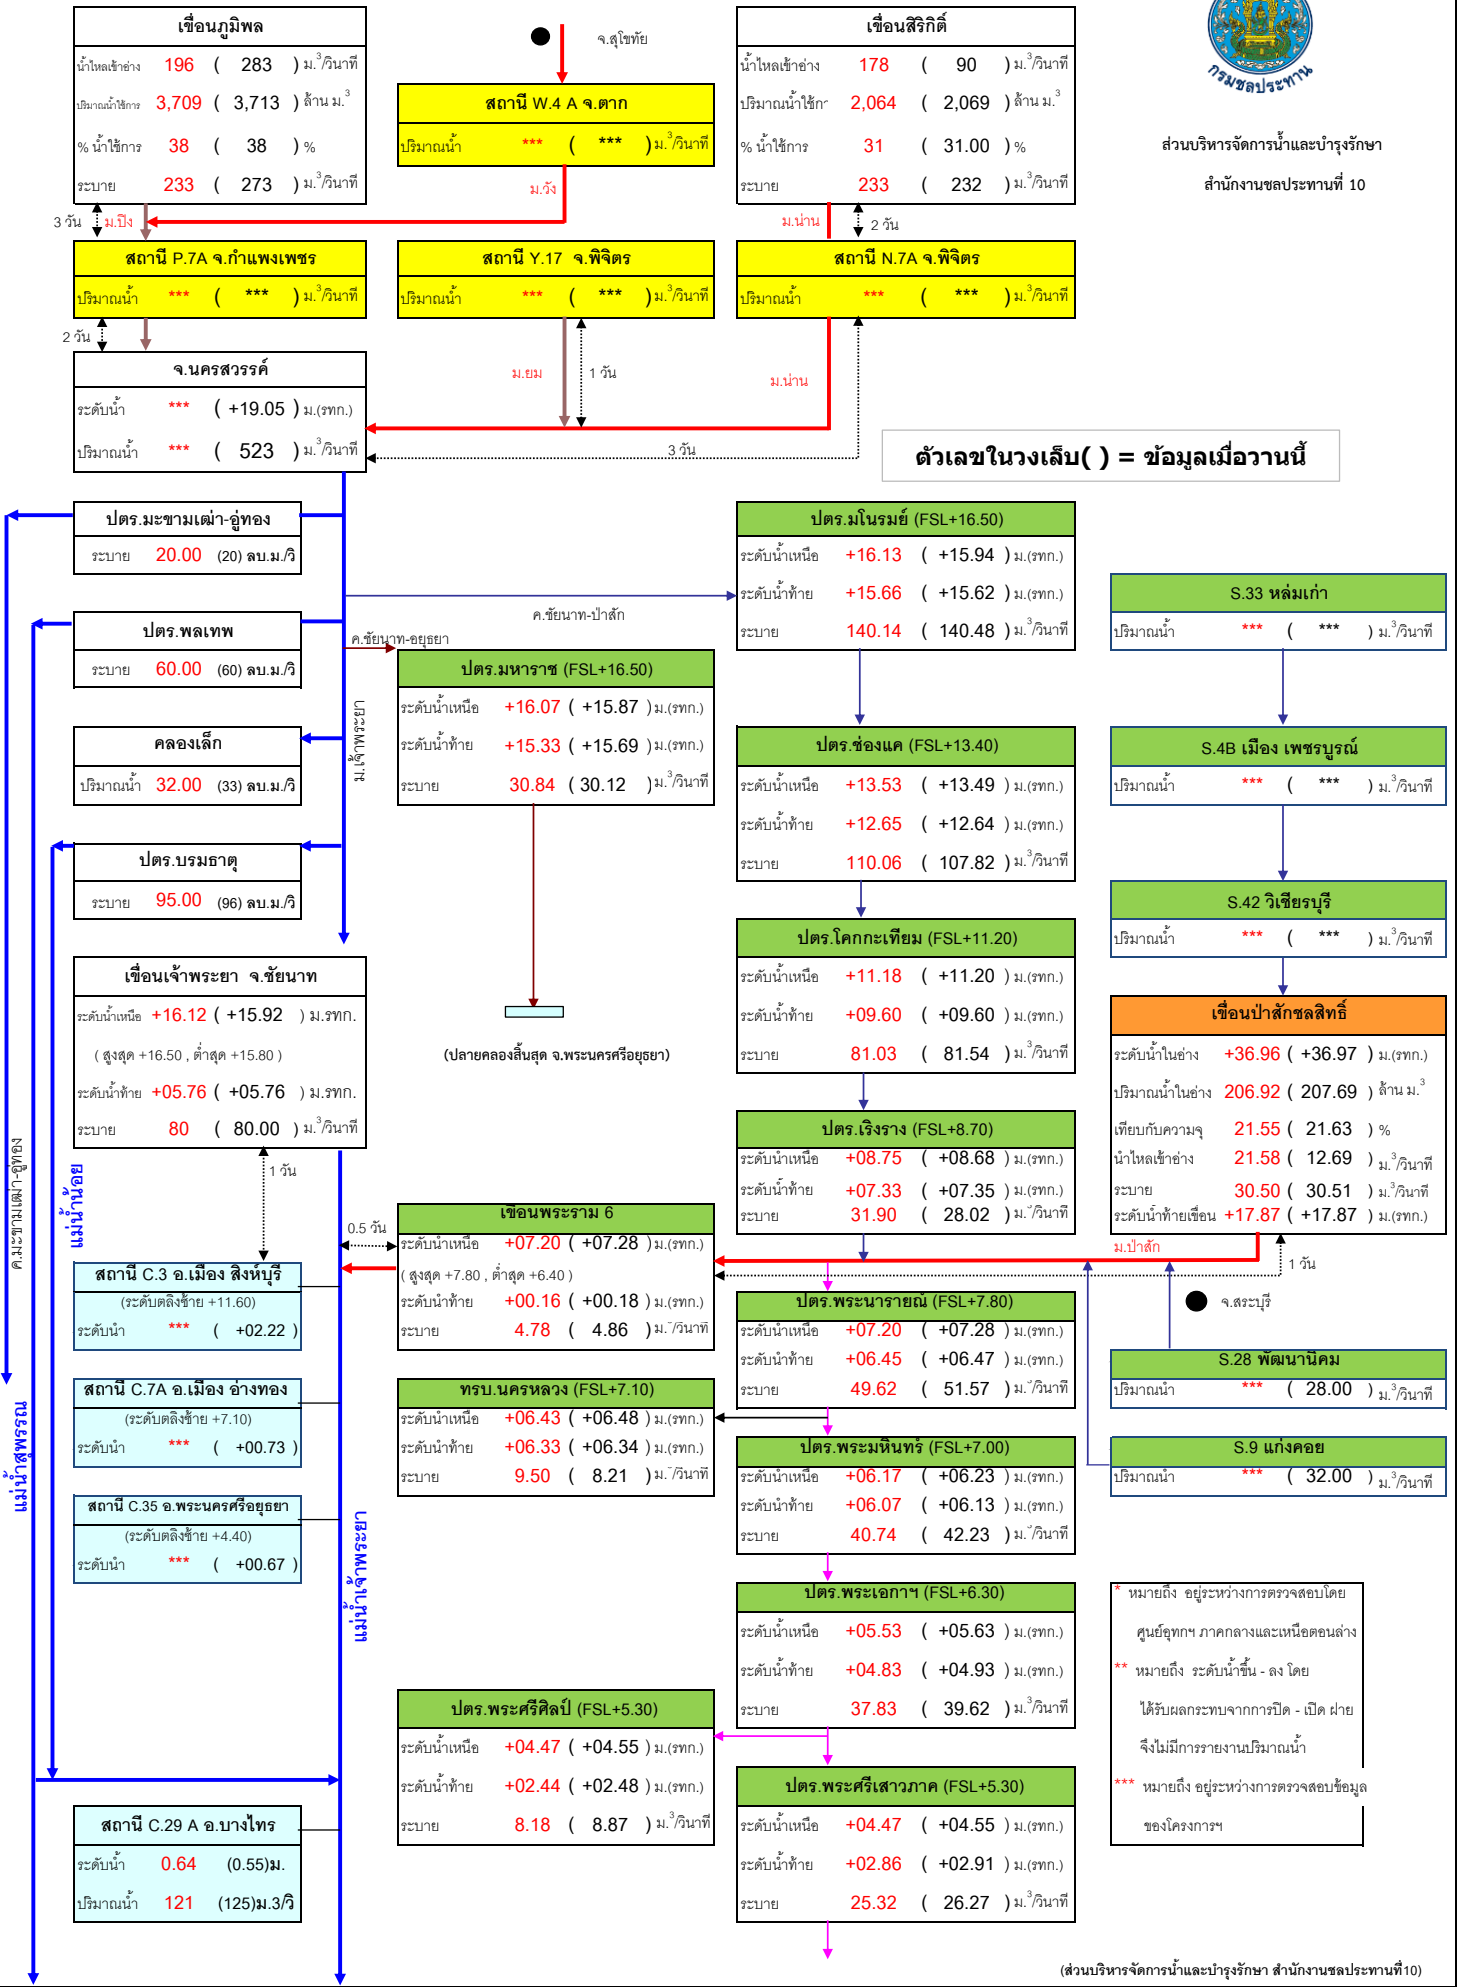 เขื่อนภูมิพล
น้ำไหลเข้าอ่าง 196 ( 283 ) ม.³/วินาที
ปริมาณน้ำใช้การ 3,709 ( 3,713 ) ล้าน ม.³
% น้ำใช้การ 38 ( 38 ) %
ระบาย 233 ( 273 ) ม.³/วินาที
จ.สุโขทัย
สถานี W.4 A จ.ตาก
ปริมาณน้ำ *** ( *** ) ม.³/วินาที
เขื่อนสิริกิติ์
น้ำไหลเข้าอ่าง 178 ( 90 ) ม.³/วินาที
ปริมาณน้ำใช้กา 2,064 ( 2,069 ) ล้าน ม.³
% น้ำใช้การ 31 ( 31.00 ) %
ระบาย 233 ( 232 ) ม.³/วินาที
กรมชลประทาน
ส่วนบริหารจัดการน้ำและบำรุงรักษา
สำนักงานชลประทานที่ 10
3 วัน ม.ปิง
ม.วัง
ม.น่าน 2 วัน
สถานี P.7A จ.กำแพงเพชร
ปริมาณน้ำ *** ( *** ) ม.³/วินาที
สถานี Y.17 จ.พิจิตร
ปริมาณน้ำ *** ( *** ) ม.³/วินาที
สถานี N.7A จ.พิจิตร
ปริมาณน้ำ *** ( *** ) ม.³/วินาที
2 วัน
จ.นครสวรรค์
ระดับน้ำ *** ( +19.05 ) ม.(รทก.)
ปริมาณน้ำ *** ( 523 ) ม.³/วินาที
ม.ยม 1 วัน
ม.น่าน
3 วัน
ตัวเลขในวงเล็บ( ) = ข้อมูลเมื่อวานนี้
ปตร.มะขามเฒ่า-อู่ทอง
ระบาย 20.00 (20) ลบ.ม./วิ
ปตร.พลเทพ
ระบาย 60.00 (60) ลบ.ม./วิ
คลองเล็ก
ปริมาณน้ำ 32.00 (33) ลบ.ม./วิ
ปตร.บรมธาตุ
ระบาย 95.00 (96) ลบ.ม./วิ
ค.ชัยนาท-ป่าสัก
ค.ชัยนาท-อยุธยา
ม.เจ้าพระยา
ปตร.มหาราช (FSL+16.50)
ระดับน้ำเหนือ +16.07 ( +15.87 ) ม.(รทก.)
ระดับน้ำท้าย +15.33 ( +15.69 ) ม.(รทก.)
ระบาย 30.84 ( 30.12 ) ม.³/วินาที
(ปลายคลองสิ้นสุด จ.พระนครศรีอยุธยา)
ปตร.มโนรมย์ (FSL+16.50)
ระดับน้ำเหนือ +16.13 ( +15.94 ) ม.(รทก.)
ระดับน้ำท้าย +15.66 ( +15.62 ) ม.(รทก.)
ระบาย 140.14 ( 140.48 ) ม.³/วินาที
ปตร.ช่องแค (FSL+13.40)
ระดับน้ำเหนือ +13.53 ( +13.49 ) ม.(รทก.)
ระดับน้ำท้าย +12.65 ( +12.64 ) ม.(รทก.)
ระบาย 110.06 ( 107.82 ) ม.³/วินาที
ปตร.โคกกะเทียม (FSL+11.20)
ระดับน้ำเหนือ +11.18 ( +11.20 ) ม.(รทก.)
ระดับน้ำท้าย +09.60 ( +09.60 ) ม.(รทก.)
ระบาย 81.03 ( 81.54 ) ม.³/วินาที
ปตร.เริงราง (FSL+8.70)
ระดับน้ำเหนือ +08.75 ( +08.68 ) ม.(รทก.)
ระดับน้ำท้าย +07.33 ( +07.35 ) ม.(รทก.)
ระบาย 31.90 ( 28.02 ) ม.³/วินาที
S.33 หล่มเก่า
ปริมาณน้ำ *** ( *** ) ม.³/วินาที
S.4B เมือง เพชรบูรณ์
ปริมาณน้ำ *** ( *** ) ม.³/วินาที
S.42 วิเชียรบุรี
ปริมาณน้ำ *** ( *** ) ม.³/วินาที
เขื่อนป่าสักชลสิทธิ์
ระดับน้ำในอ่าง +36.96 ( +36.97 ) ม.(รทก.)
ปริมาณน้ำในอ่าง 206.92 ( 207.69 ) ล้าน ม.³
เทียบกับความจุ 21.55 ( 21.63 ) %
น้ำไหลเข้าอ่าง 21.58 ( 12.69 ) ม.³/วินาที
ระบาย 30.50 ( 30.51 ) ม.³/วินาที
ระดับน้ำท้ายเขื่อน +17.87 ( +17.87 ) ม.(รทก.)
ม.ป่าสัก
1 วัน
จ.สระบุรี
เขื่อนเจ้าพระยา จ.ชัยนาท
ระดับน้ำเหนือ +16.12 ( +15.92 ) ม.รทก.
( สูงสุด +16.50 , ต่ำสุด +15.80 )
ระดับน้ำท้าย +05.76 ( +05.76 ) ม.รทก.
ระบาย 80 ( 80.00 ) ม.³/วินาที
1 วัน
0.5 วัน
ค.มะขามเฒ่า-อู่ทอง
แม่น้ำน้อย
แม่น้ำสุพรรณ
แม่น้ำเจ้าพระยา
เขื่อนพระราม 6
ระดับน้ำเหนือ +07.20 ( +07.28 ) ม.(รทก.)
( สูงสุด +7.80 , ต่ำสุด +6.40 )
ระดับน้ำท้าย +00.16 ( +00.18 ) ม.(รทก.)
ระบาย 4.78 ( 4.86 ) ม.³/วินาที
สถานี C.3 อ.เมือง สิงห์บุรี
(ระดับตลิ่งซ้าย +11.60)
ระดับน้ำ *** ( +02.22 )
สถานี C.7A อ.เมือง อ่างทอง
(ระดับตลิ่งซ้าย +7.10)
ระดับน้ำ *** ( +00.73 )
สถานี C.35 อ.พระนครศรีอยุธยา
(ระดับตลิ่งซ้าย +4.40)
ระดับน้ำ *** ( +00.67 )
ทรบ.นครหลวง (FSL+7.10)
ระดับน้ำเหนือ +06.43 ( +06.48 ) ม.(รทก.)
ระดับน้ำท้าย +06.33 ( +06.34 ) ม.(รทก.)
ระบาย 9.50 ( 8.21 ) ม.³/วินาที
ปตร.พระนารายณ์ (FSL+7.80)
ระดับน้ำเหนือ +07.20 ( +07.28 ) ม.(รทก.)
ระดับน้ำท้าย +06.45 ( +06.47 ) ม.(รทก.)
ระบาย 49.62 ( 51.57 ) ม.³/วินาที
ปตร.พระมหินทร์ (FSL+7.00)
ระดับน้ำเหนือ +06.17 ( +06.23 ) ม.(รทก.)
ระดับน้ำท้าย +06.07 ( +06.13 ) ม.(รทก.)
ระบาย 40.74 ( 42.23 ) ม.³/วินาที
S.28 พัฒนานิคม
ปริมาณน้ำ *** ( 28.00 ) ม.³/วินาที
S.9 แก่งคอย
ปริมาณน้ำ *** ( 32.00 ) ม.³/วินาที
ปตร.พระเอกาฯ (FSL+6.30)
ระดับน้ำเหนือ +05.53 ( +05.63 ) ม.(รทก.)
ระดับน้ำท้าย +04.83 ( +04.93 ) ม.(รทก.)
ระบาย 37.83 ( 39.62 ) ม.³/วินาที
ปตร.พระศรีศิลป์ (FSL+5.30)
ระดับน้ำเหนือ +04.47 ( +04.55 ) ม.(รทก.)
ระดับน้ำท้าย +02.44 ( +02.48 ) ม.(รทก.)
ระบาย 8.18 ( 8.87 ) ม.³/วินาที
ปตร.พระศรีเสาวภาค (FSL+5.30)
ระดับน้ำเหนือ +04.47 ( +04.55 ) ม.(รทก.)
ระดับน้ำท้าย +02.86 ( +02.91 ) ม.(รทก.)
ระบาย 25.32 ( 26.27 ) ม.³/วินาที
สถานี C.29 A อ.บางไทร
ระดับน้ำ 0.64 (0.55)ม.
ปริมาณน้ำ 121 (125)ม.3/วิ
* หมายถึง อยู่ระหว่างการตรวจสอบโดย
ศูนย์อุทกฯ ภาคกลางและเหนือตอนล่าง
** หมายถึง ระดับน้ำขึ้น - ลง โดย
ได้รับผลกระทบจากการปิด - เปิด ฝาย
จึงไม่มีการรายงานปริมาณน้ำ
*** หมายถึง อยู่ระหว่างการตรวจสอบข้อมูล
ของโครงการฯ
(ส่วนบริหารจัดการน้ำและบำรุงรักษา สำนักงานชลประทานที่10)